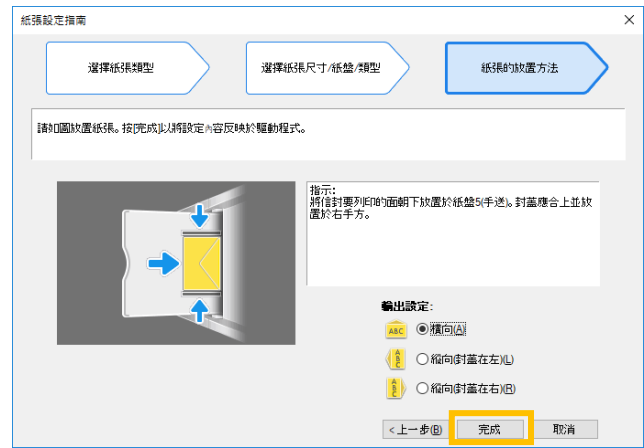 紙張設定指南
選擇紙張類型
選擇紙張尺寸/紙盤/類型
紙張的放置方法
請如圖放置紙張。按[完成]以將設定內容反映於驅動程式。
指示:
將信封要列印的面朝下放置於紙盤5(手送)。封蓋應合上並放
置於右手方。
輸出設定:
ABC
橫向(A)
ABC
縱向(封蓋在左)(L)
ABC
縱向(封蓋在右)(R)
<上一步(B)
完成
取消